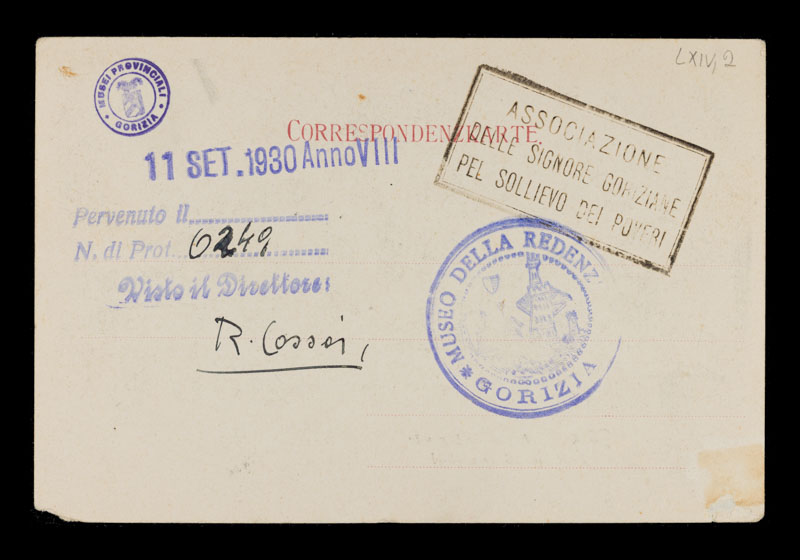 LXIV, 2
MUSEI PROVINCIALI
GORIZIA
CORRESPONDENZKARTE
ASSOCIAZIONE
DELLE SIGNORE GORIZIANE
PEL SOLLIEVO DEI POVERI
11 SET. 1930 Anno VIII
Pervenuto il
N. di Prot. 0249
Visto il Direttore:
R. Cossàr,
MUSEO DELLA REDENZ
GORIZIA